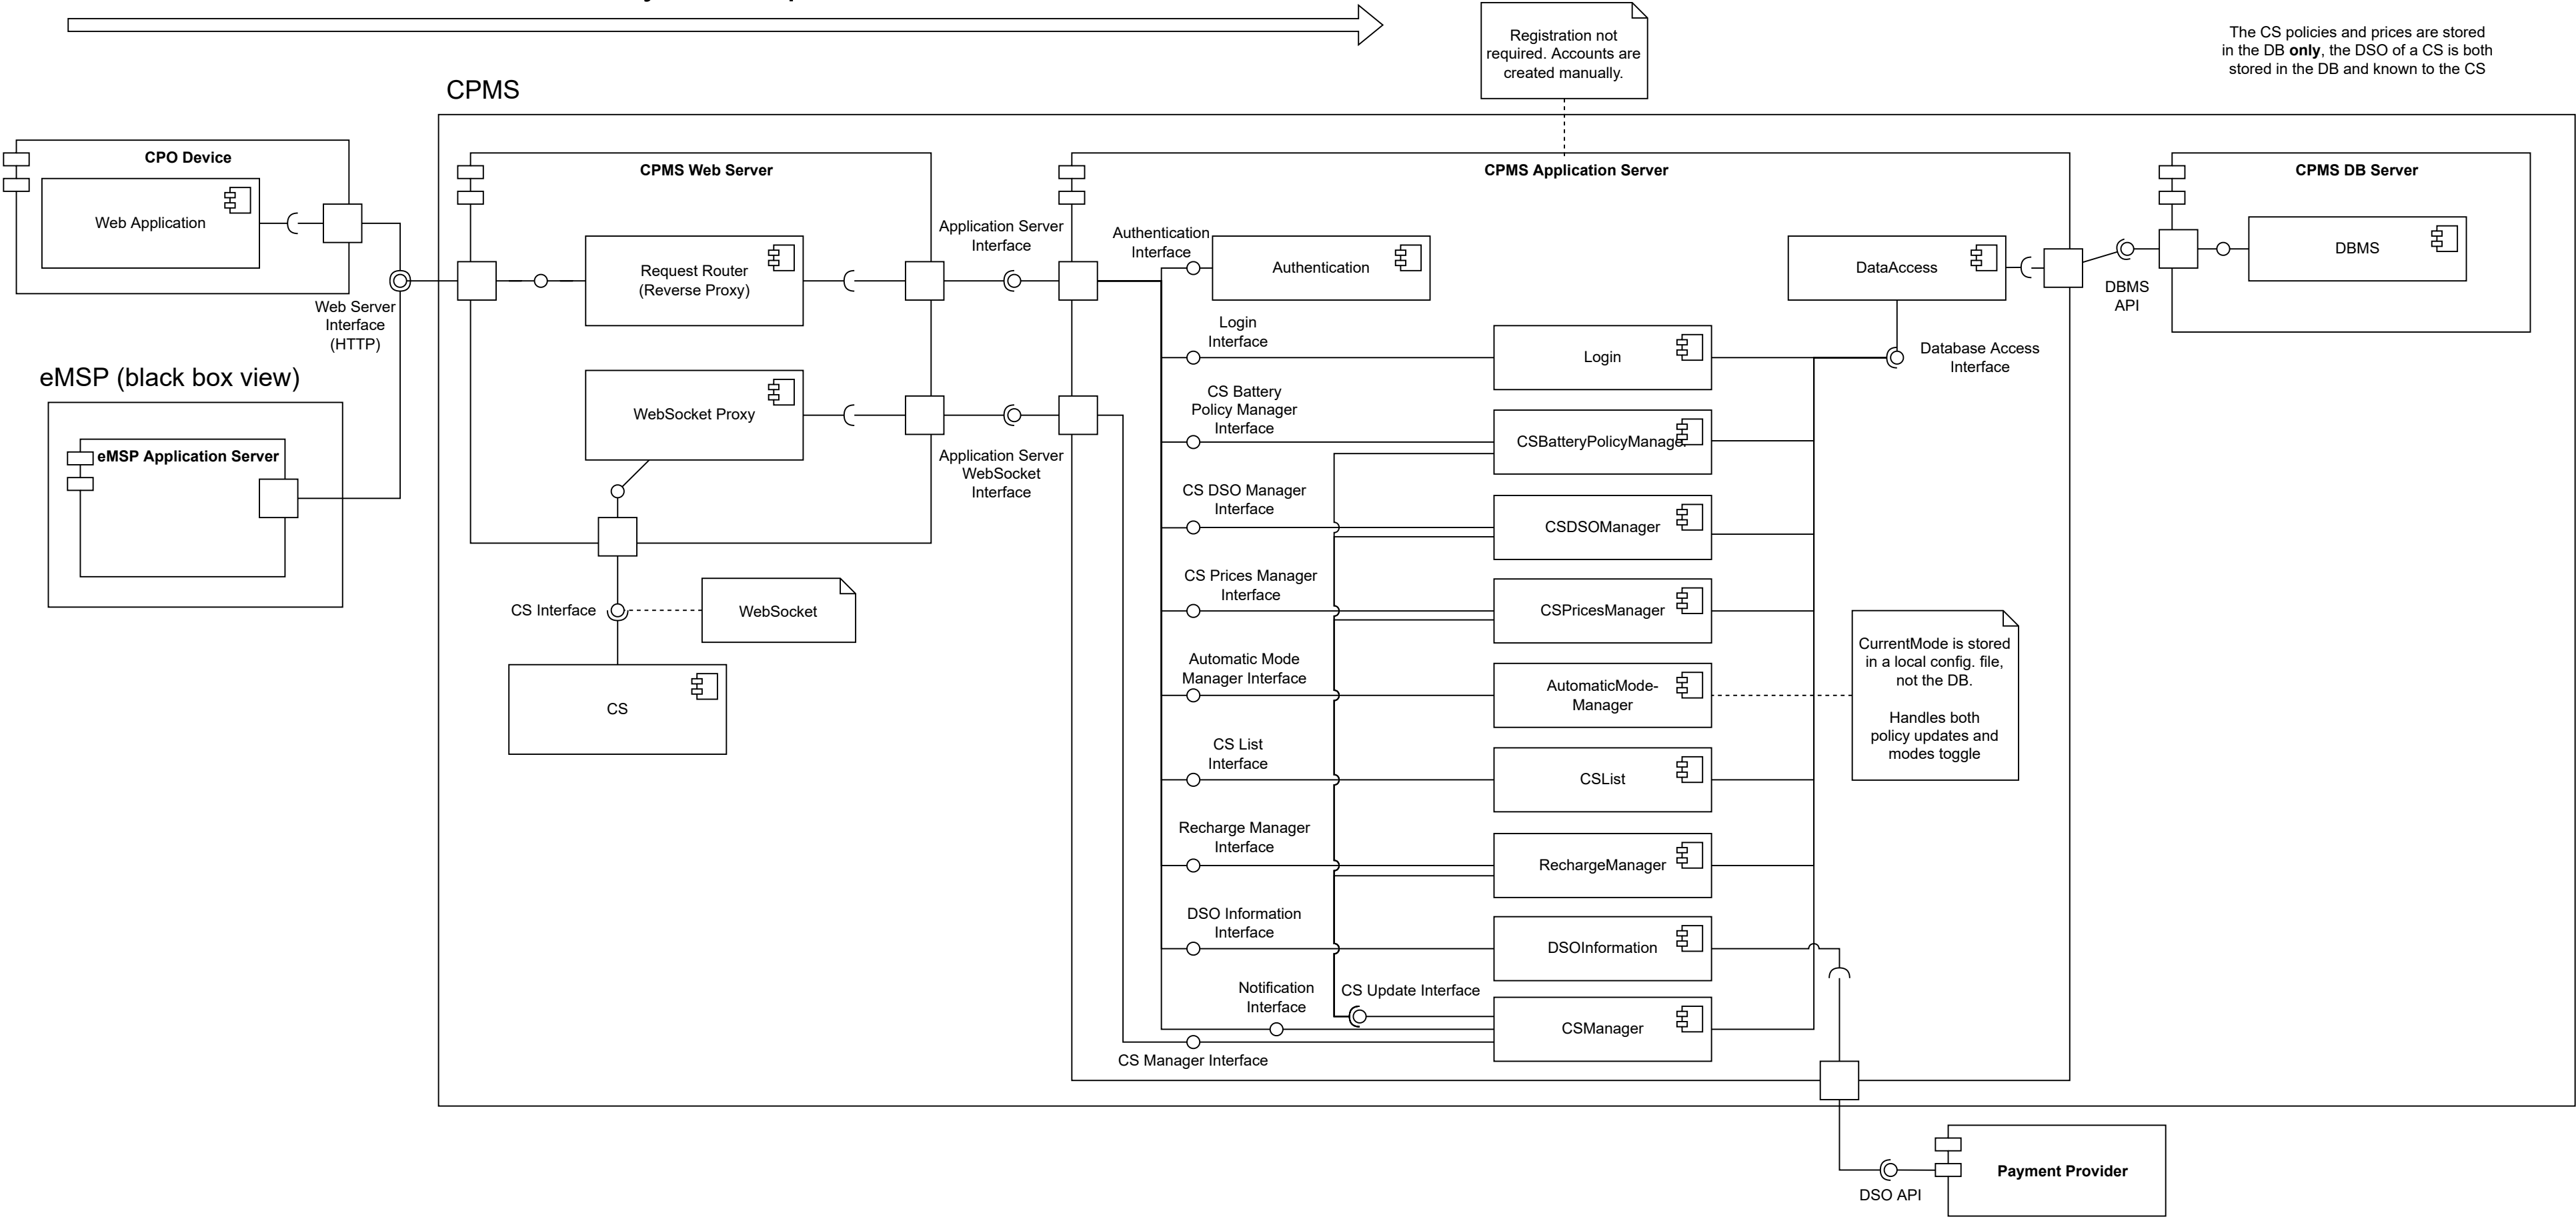 Registration not
required. Accounts are
created manually.
The CS policies and prices are stored
in the DB only, the DSO of a CS is both
stored in the DB and known to the CS
CPMS
CPO Device
Web Application
Web Server
Interface
(HTTP)
eMSP (black box view)
eMSP Application Server
CPMS Web Server
Request Router
(Reverse Proxy)
WebSocket Proxy
CS Interface
WebSocket
CS
Application Server
Interface
Application Server
WebSocket
Interface
CPMS Application Server
Authentication
Interface
Authentication
Login
Interface
Login
CS Battery
Policy Manager
Interface
CSBatteryPolicyManager
CS DSO Manager
Interface
CSDSOManager
CS Prices Manager
Interface
CSPricesManager
Automatic Mode
Manager Interface
AutomaticMode-
Manager
CS List
Interface
CSList
Recharge Manager
Interface
RechargeManager
DSO Information
Interface
DSOInformation
Notification
Interface
CS Update Interface
CSManager
CS Manager Interface
DataAccess
Database Access
Interface
CurrentMode is stored
in a local config. file,
not the DB.
Handles both
policy updates and
modes toggle
DBMS
API
CPMS DB Server
DBMS
DSO API
Payment Provider